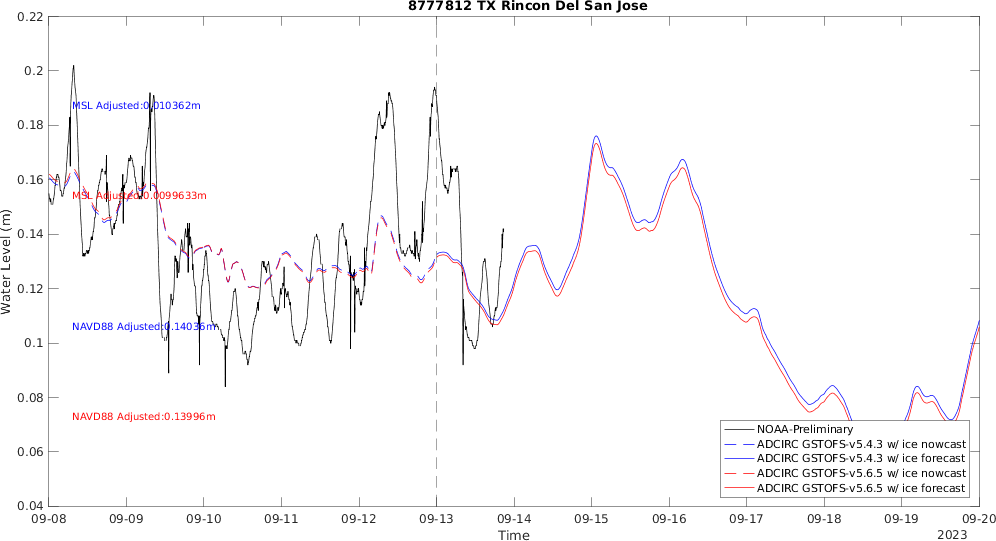 8777812 TX Rincon Del San Jose
Water Level (m)
0.22
0.2
0.18
0.16
0.14
0.12
0.1
0.08
0.06
0.04
MSL Adjusted:0.010362m
MSL Adjusted:0.0099633m
NAVD88 Adjusted:0.14036m
NAVD88 Adjusted:0.13996m
NOAA-Preliminary
ADCIRC GSTOFS-v5.4.3 w/ ice nowcast
ADCIRC GSTOFS-v5.4.3 w/ ice forecast
ADCIRC GSTOFS-v5.6.5 w/ ice nowcast
ADCIRC GSTOFS-v5.6.5 w/ ice forecast
09-08 09-09 09-10 09-11 09-12 09-13 09-14 09-15 09-16 09-17 09-18 09-19 09-20
Time
2023